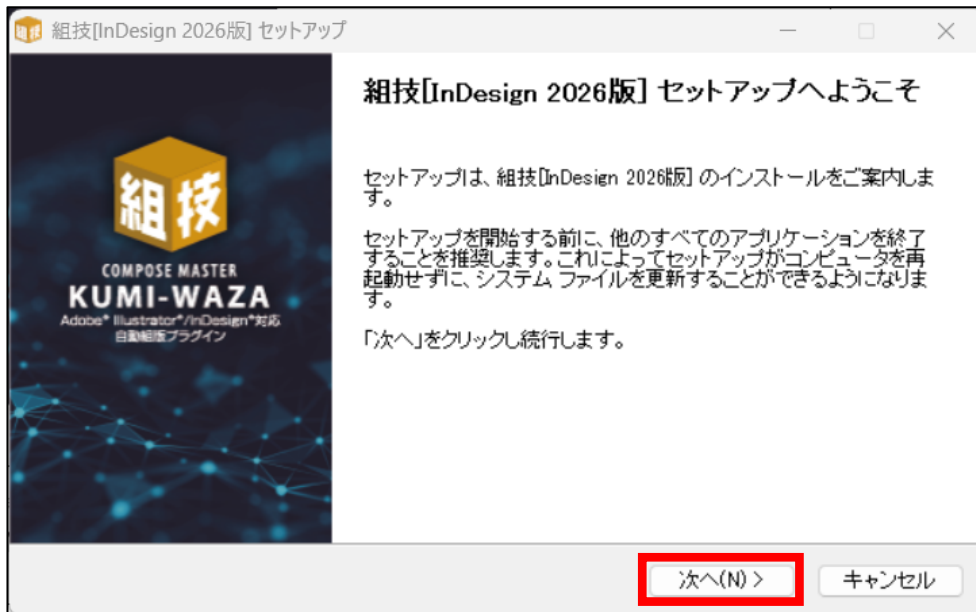 組技[InDesign 2026版] セットアップ
組技[InDesign 2026版] セットアップへようこそ
セットアップは、組技[InDesign 2026版] のインストールをご案内しま
す。
セットアップを開始する前に、他のすべてのアプリケーションを終了
することを推奨します。これによってセットアップがコンピュータを再
起動せずに、システム ファイルを更新することができるようになりま
す。
「次へ」をクリックし続行します。
組技
COMPOSE MASTER
KUMI-WAZA
Adobe* Illustrator*/InDesign*対応
自動組版プラグイン
次へ(N) >
キャンセル